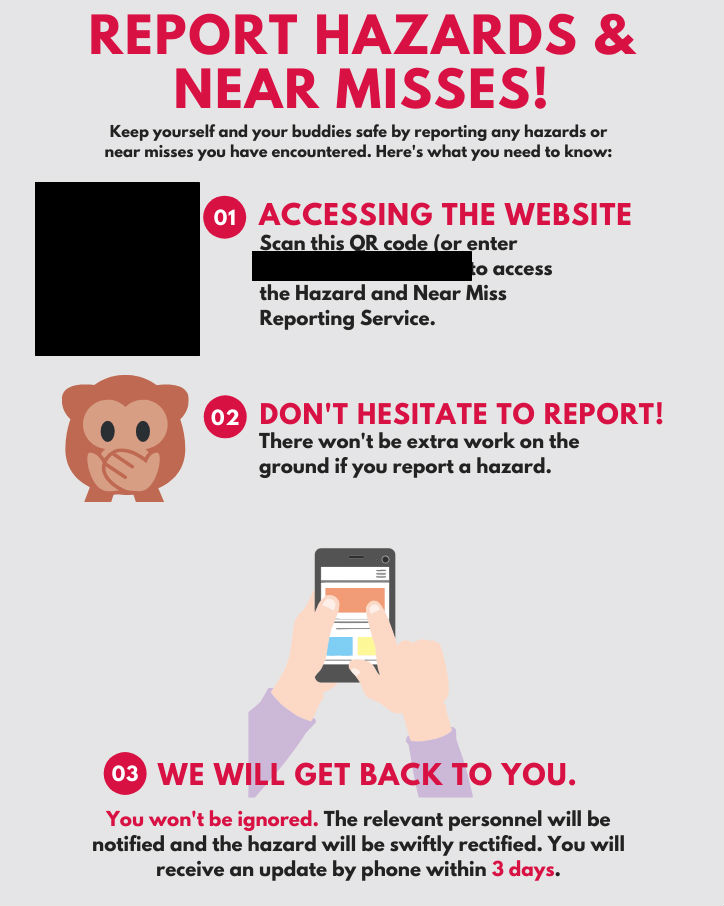 REPORT HAZARDS &
NEAR MISSES!
Keep yourself and your buddies safe by reporting any hazards or
near misses you have encountered. Here's what you need to know:
01
ACCESSING THE WEBSITE
Scan this QR code (or enter
to access
the Hazard and Near Miss
Reporting Service.
02
DON'T HESITATE TO REPORT!
There won't be extra work on the
ground if you report a hazard.
03
WE WILL GET BACK TO YOU.
You won't be ignored. The relevant personnel will be
notified and the hazard will be swiftly rectified. You will
receive an update by phone within 3 days.